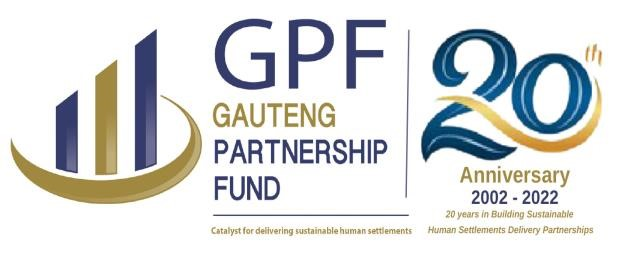 GPF
GAUTENG
PARTNERSHIP
FUND
Catalyst for delivering sustainable human settlements
20th
Anniversary
2002 - 2022
20 years in Building Sustainable
Human Settlements Delivery Partnerships